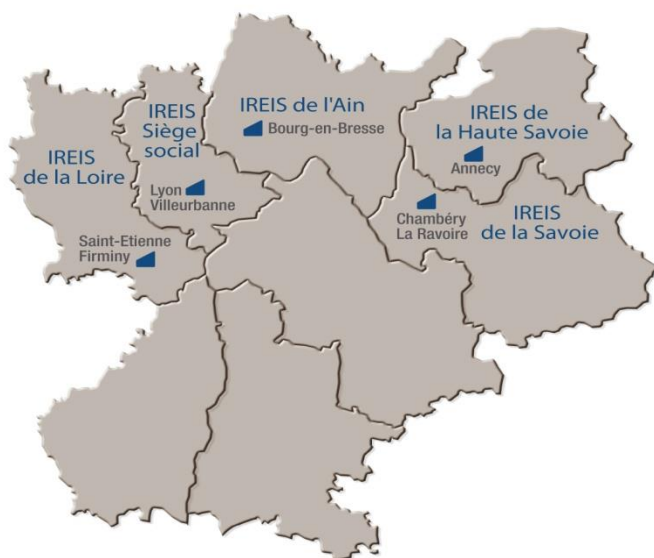 IREIS
de la Loire
Saint-Etienne
Firminy
IREIS
Siège
social
Lyon
Villeurbanne
IREIS de l'Ain
Bourg-en-Bresse
IREIS de
la Haute Savoie
Annecy
Chambéry
La Ravoire
IREIS
de la Savoie